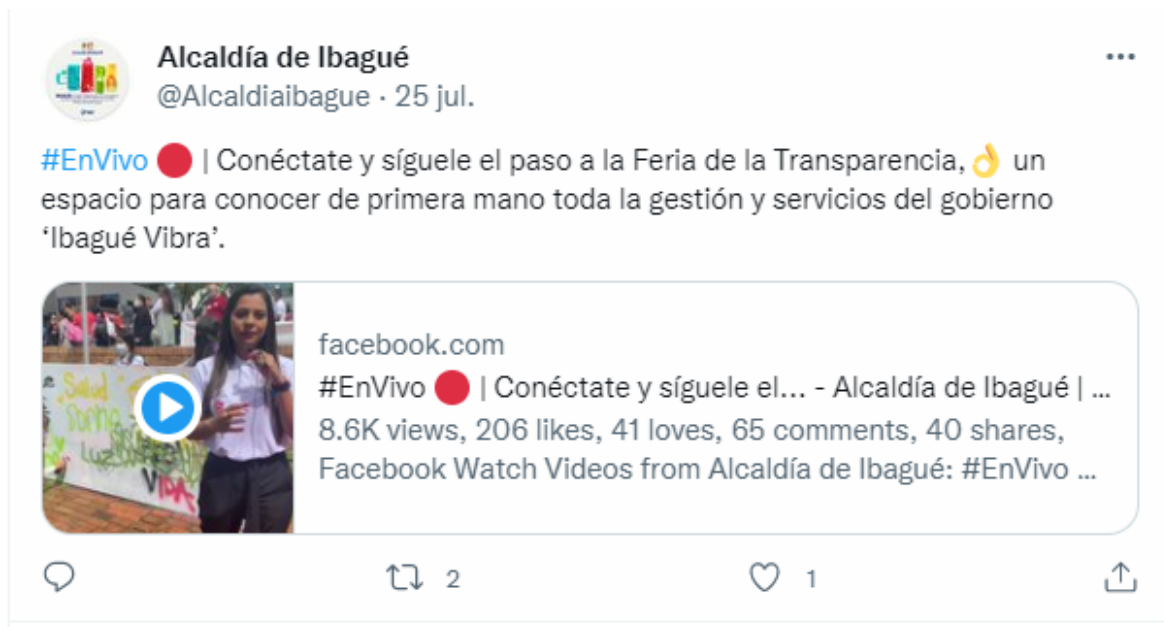 Alcaldía de Ibagué
@Alcaldiaibague · 25 jul.
#EnVivo 🔴 | Conéctate y síguele el paso a la Feria de la Transparencia,👌 un
espacio para conocer de primera mano toda la gestión y servicios del gobierno
‘Ibagué Vibra’.
facebook.com
#EnVivo 🔴 | Conéctate y síguele el... - Alcaldía de Ibagué | ...
8.6K views, 206 likes, 41 loves, 65 comments, 40 shares,
Facebook Watch Videos from Alcaldía de Ibagué: #EnVivo ...
Salud
VIDA
2
1